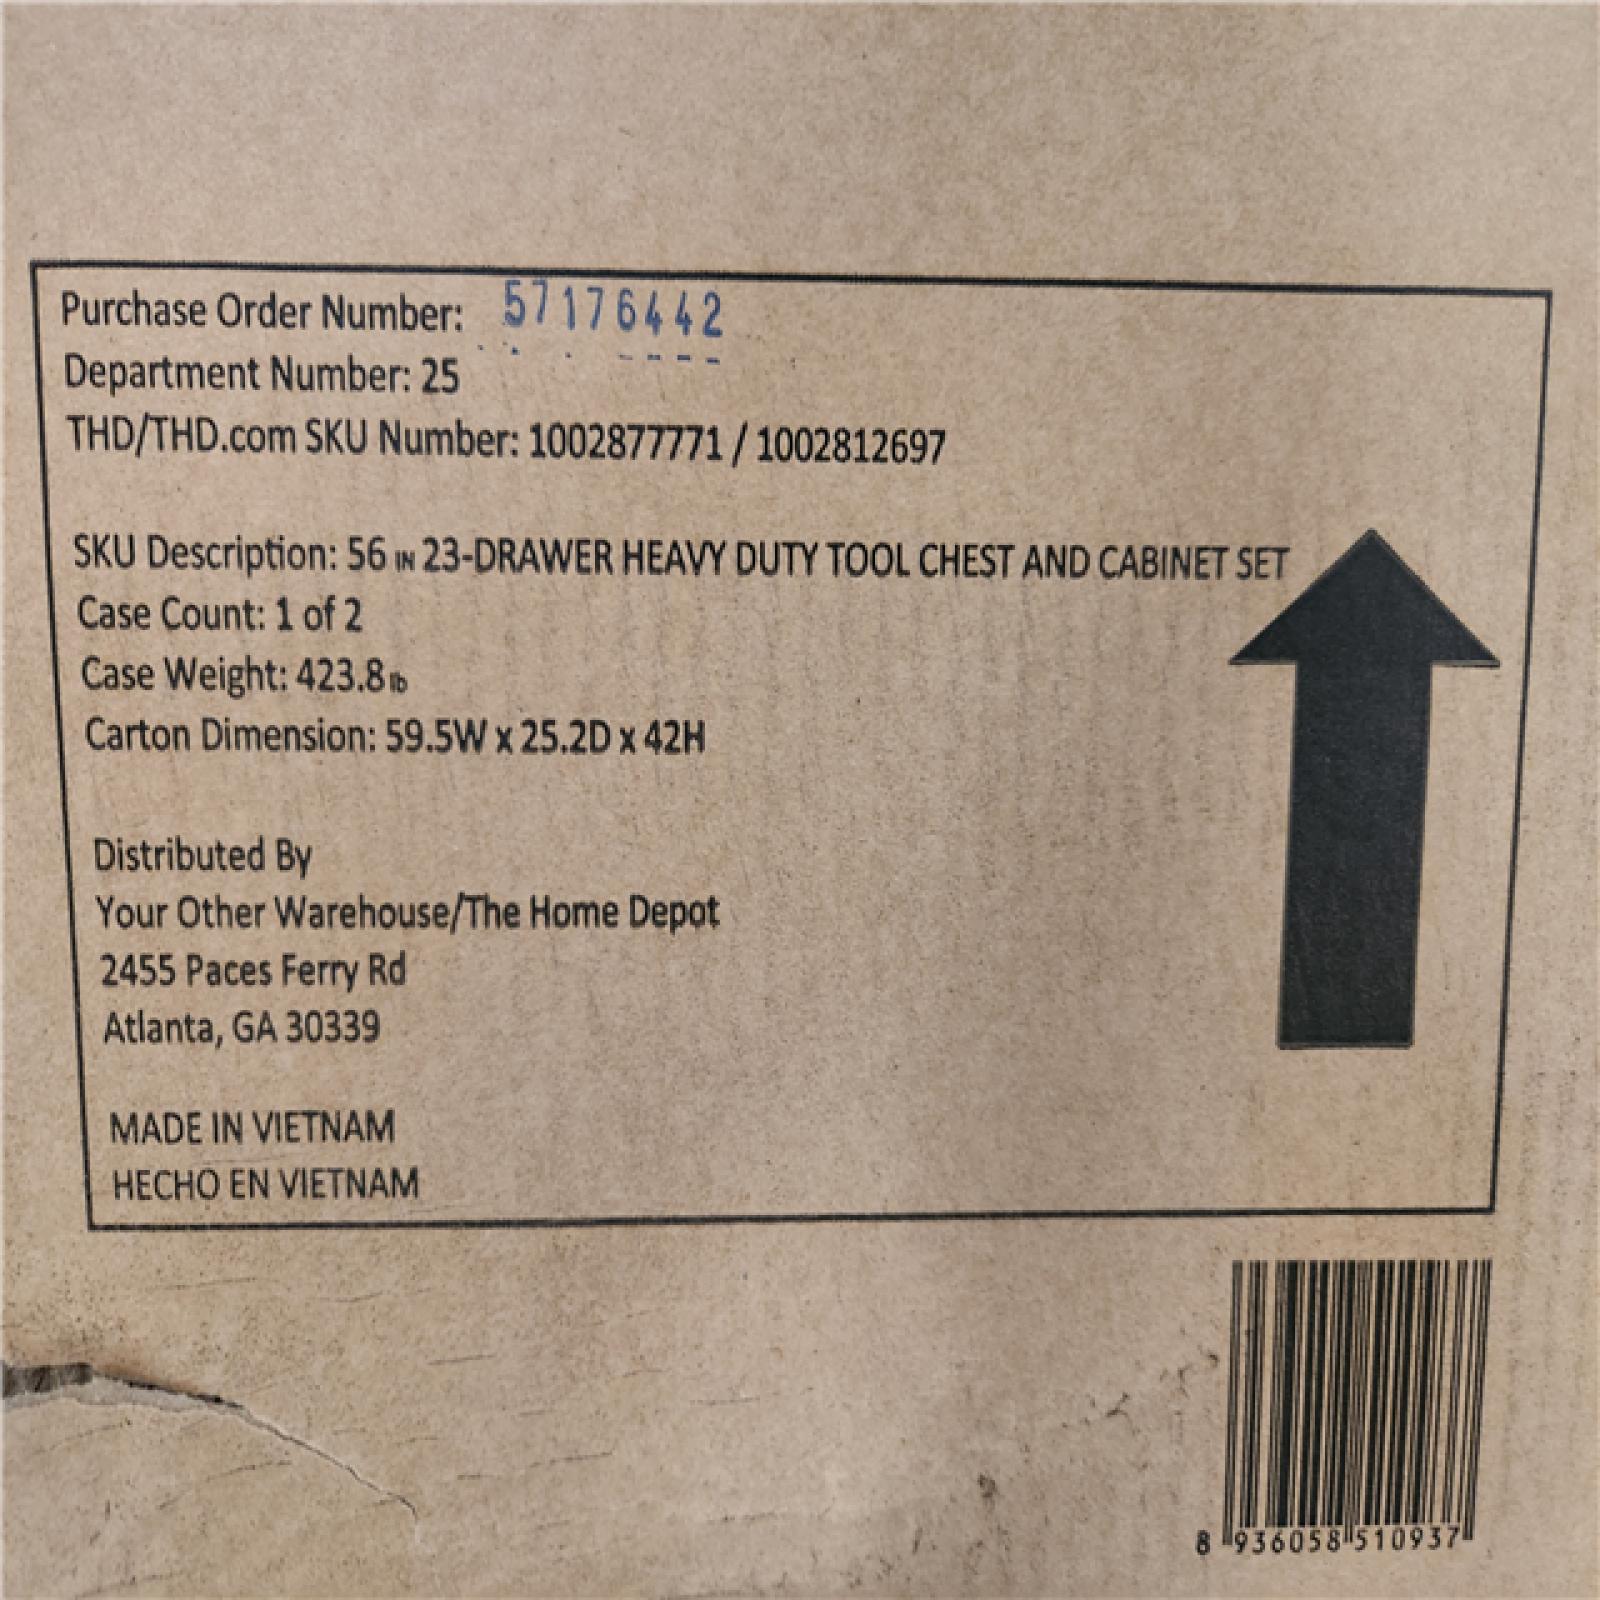 Purchase Order Number: 57176442
Department Number: 25
THD/THD.com SKU Number: 1002877771 / 1002812697
SKU Description: 56 IN 23-DRAWER HEAVY DUTY TOOL CHEST AND CABINET SET
Case Count: 1 of 2
Case Weight: 423.8 lb
Carton Dimension: 59.5W x 25.2D x 42H
Distributed By
Your Other Warehouse/The Home Depot
2455 Paces Ferry Rd
Atlanta, GA 30339
MADE IN VIETNAM
HECHO EN VIETNAM
8 936058 510937